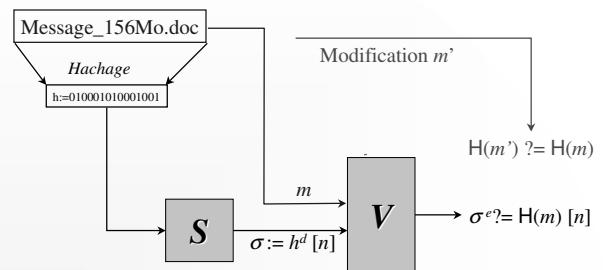 Message_156Mo.doc
Hachage
h:=010001010001001
Modification m’
H(m’) ?= H(m)
m
S
V
σ := h^d [n]
σ^e ?= H(m) [n]